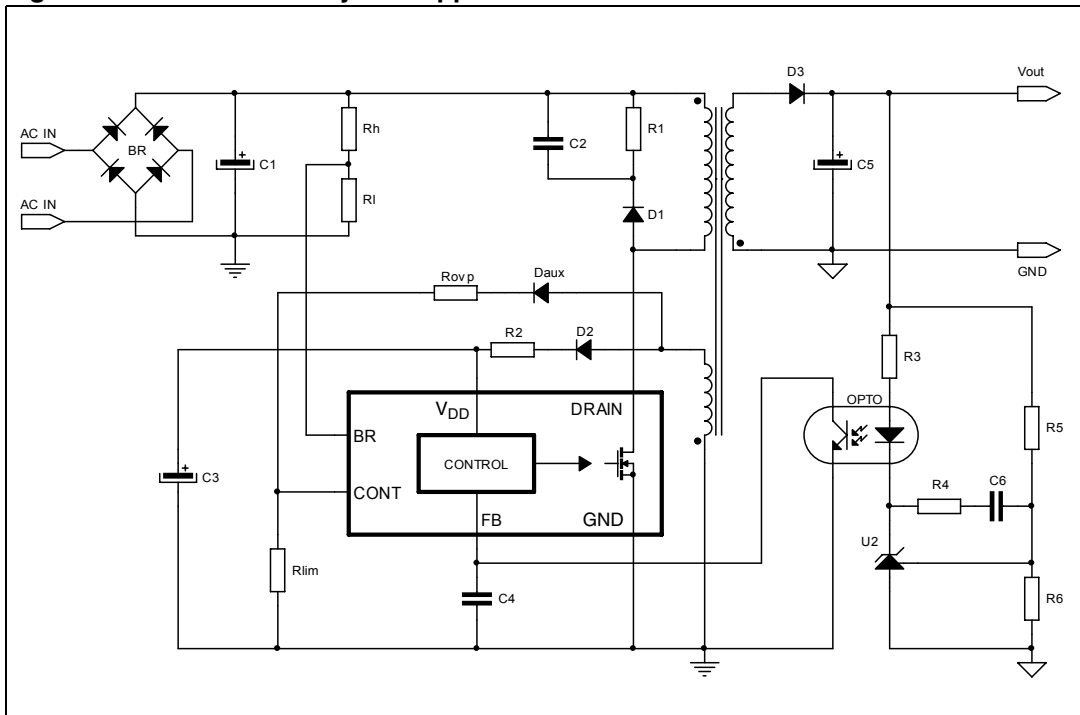 D3
Vout
AC IN
BR
C1
Rh
Rl
C2
R1
D1
C5
AC IN
GND
Rovp
Daux
R2
D2
R3
OPTO
VDD
DRAIN
BR
CONTROL
R5
C3
CONT
R4
C6
FB
GND
U2
Rlim
C4
R6